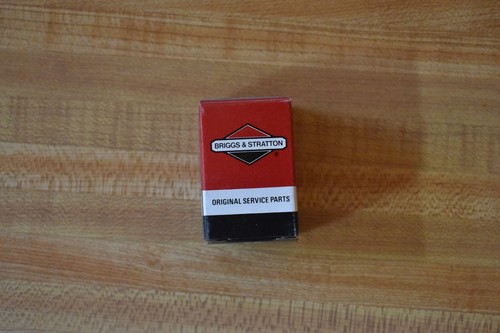 BRIGGS & STRATTON
®
ORIGINAL SERVICE PARTS